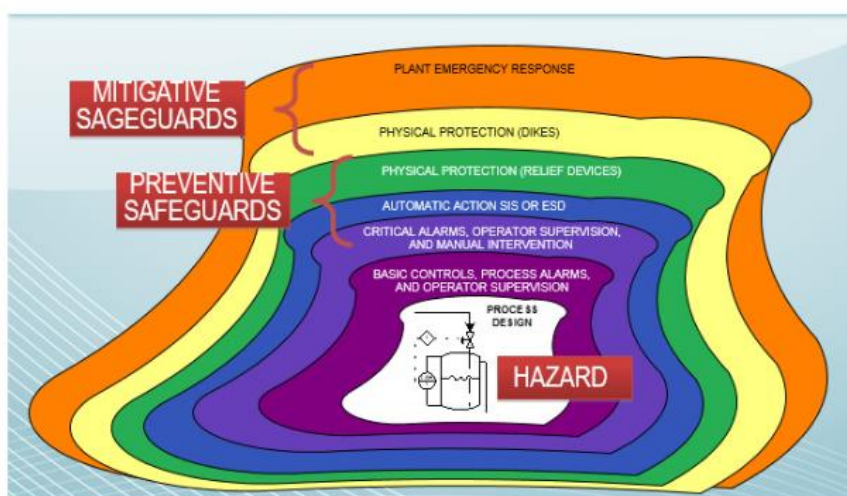 PLANT EMERGENCY RESPONSE
MITIGATIVE
SAGEGUARDS
PHYSICAL PROTECTION (DIKES)
PHYSICAL PROTECTION (RELIEF DEVICES)
PREVENTIVE
SAFEGUARDS
AUTOMATIC ACTION SIS OR ESD
CRITICAL ALARMS, OPERATOR SUPERVISION,
AND MANUAL INTERVENTION
BASIC CONTROLS, PROCESS ALARMS,
AND OPERATOR SUPERVISION
PROCESS
DESIGN
HAZARD